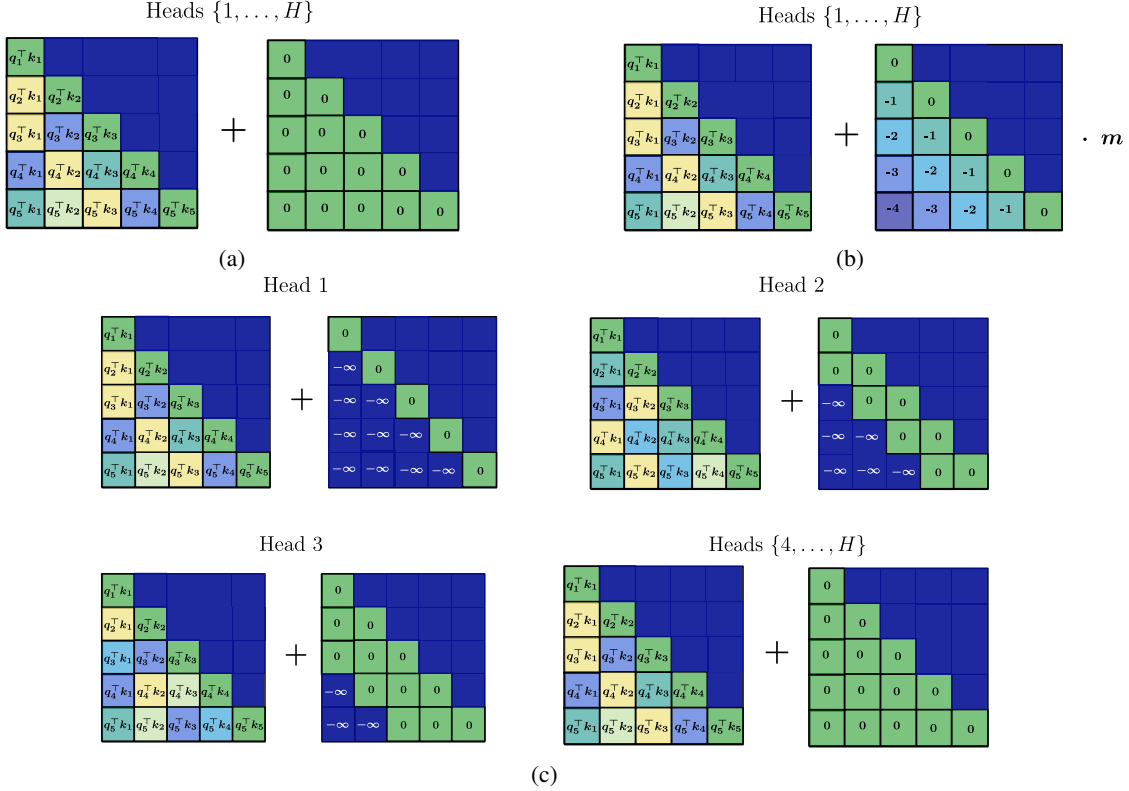 Heads {1, . . . , H}
q₁⊤k₁
q₂⊤k₁ q₂⊤k₂
q₃⊤k₁ q₃⊤k₂ q₃⊤k₃
q₄⊤k₁ q₄⊤k₂ q₄⊤k₃ q₄⊤k₄
q₅⊤k₁ q₅⊤k₂ q₅⊤k₃ q₅⊤k₄ q₅⊤k₅
+
0
0 0
0 0 0
0 0 0 0
0 0 0 0 0
(a)
Heads {1, . . . , H}
q₁⊤k₁
q₂⊤k₁ q₂⊤k₂
q₃⊤k₁ q₃⊤k₂ q₃⊤k₃
q₄⊤k₁ q₄⊤k₂ q₄⊤k₃ q₄⊤k₄
q₅⊤k₁ q₅⊤k₂ q₅⊤k₃ q₅⊤k₄ q₅⊤k₅
+
0
-1 0
-2 -1 0
-3 -2 -1 0
-4 -3 -2 -1 0
· m
(b)
Head 1
q₁⊤k₁
q₂⊤k₁ q₂⊤k₂
q₃⊤k₁ q₃⊤k₂ q₃⊤k₃
q₄⊤k₁ q₄⊤k₂ q₄⊤k₃ q₄⊤k₄
q₅⊤k₁ q₅⊤k₂ q₅⊤k₃ q₅⊤k₄ q₅⊤k₅
+
0
−∞ 0
−∞ −∞ 0
−∞ −∞ −∞ 0
−∞ −∞ −∞ −∞ 0
Head 2
q₁⊤k₁
q₂⊤k₁ q₂⊤k₂
q₃⊤k₁ q₃⊤k₂ q₃⊤k₃
q₄⊤k₁ q₄⊤k₂ q₄⊤k₃ q₄⊤k₄
q₅⊤k₁ q₅⊤k₂ q₅⊤k₃ q₅⊤k₄ q₅⊤k₅
+
0
0 0
−∞ 0 0
−∞ −∞ 0 0
−∞ −∞ −∞ 0 0
Head 3
q₁⊤k₁
q₂⊤k₁ q₂⊤k₂
q₃⊤k₁ q₃⊤k₂ q₃⊤k₃
q₄⊤k₁ q₄⊤k₂ q₄⊤k₃ q₄⊤k₄
q₅⊤k₁ q₅⊤k₂ q₅⊤k₃ q₅⊤k₄ q₅⊤k₅
+
0
0 0
0 0 0
−∞ 0 0 0
−∞ −∞ 0 0 0
Heads {4, . . . , H}
q₁⊤k₁
q₂⊤k₁ q₂⊤k₂
q₃⊤k₁ q₃⊤k₂ q₃⊤k₃
q₄⊤k₁ q₄⊤k₂ q₄⊤k₃ q₄⊤k₄
q₅⊤k₁ q₅⊤k₂ q₅⊤k₃ q₅⊤k₄ q₅⊤k₅
+
0
0 0
0 0 0
0 0 0 0
0 0 0 0 0
(c)